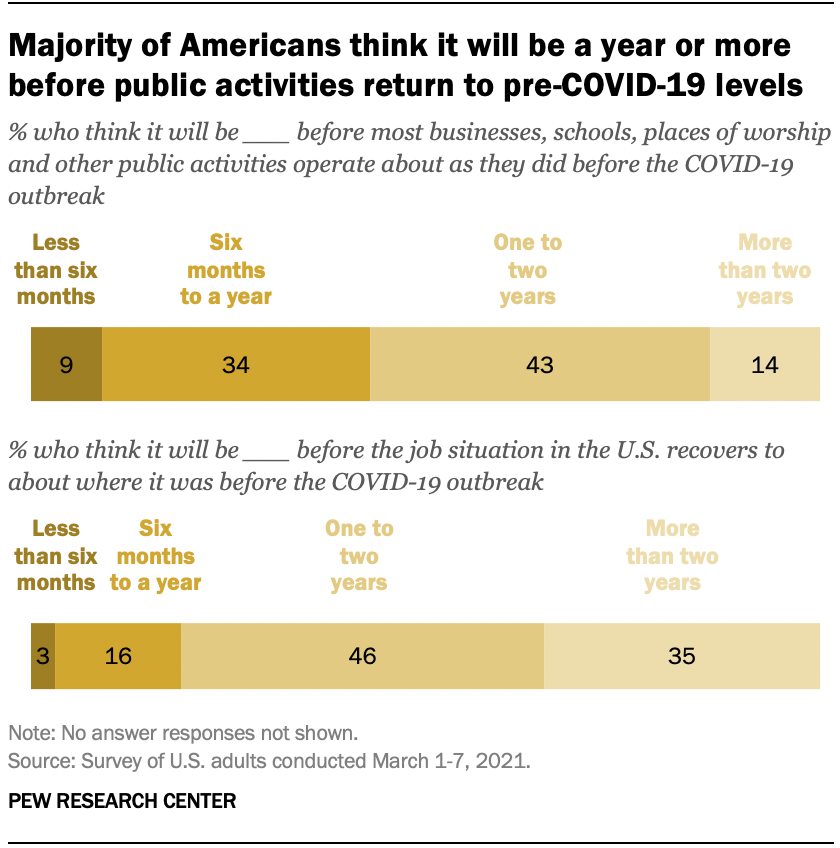 Majority of Americans think it will be a year or more
before public activities return to pre-COVID-19 levels
% who think it will be ___ before most businesses, schools, places of worship
and other public activities operate about as they did before the COVID-19
outbreak
Less than six months
Six months to a year
One to two years
More than two years
9 34 43 14
% who think it will be ___ before the job situation in the U.S. recovers to
about where it was before the COVID-19 outbreak
Less than six months
Six months to a year
One to two years
More than two years
3 16 46 35
Note: No answer responses not shown.
Source: Survey of U.S. adults conducted March 1-7, 2021.
PEW RESEARCH CENTER